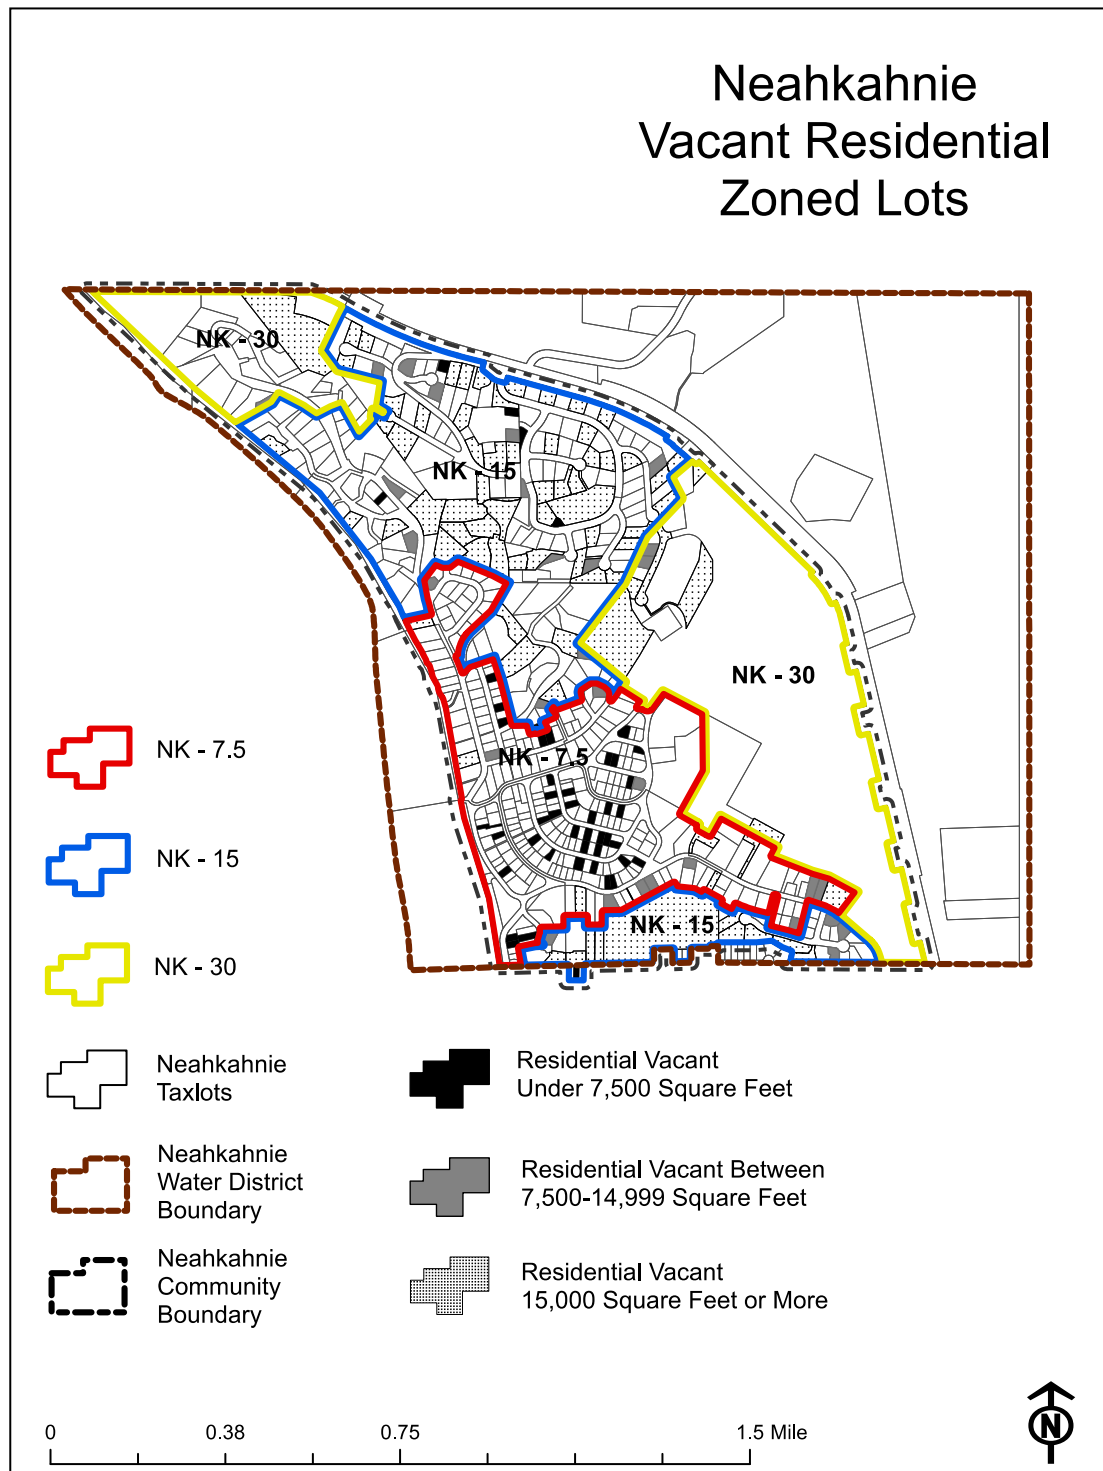 Neahkahnie
Vacant Residential
Zoned Lots
NK - 30
NK - 15
NK - 30
NK - 7.5
NK - 15
NK - 7.5
NK - 15
NK - 30
Neahkahnie
Taxlots
Neahkahnie
Water District
Boundary
Neahkahnie
Community
Boundary
Residential Vacant
Under 7,500 Square Feet
Residential Vacant Between
7,500-14,999 Square Feet
Residential Vacant
15,000 Square Feet or More
0 0.38 0.75 1.5 Mile
N